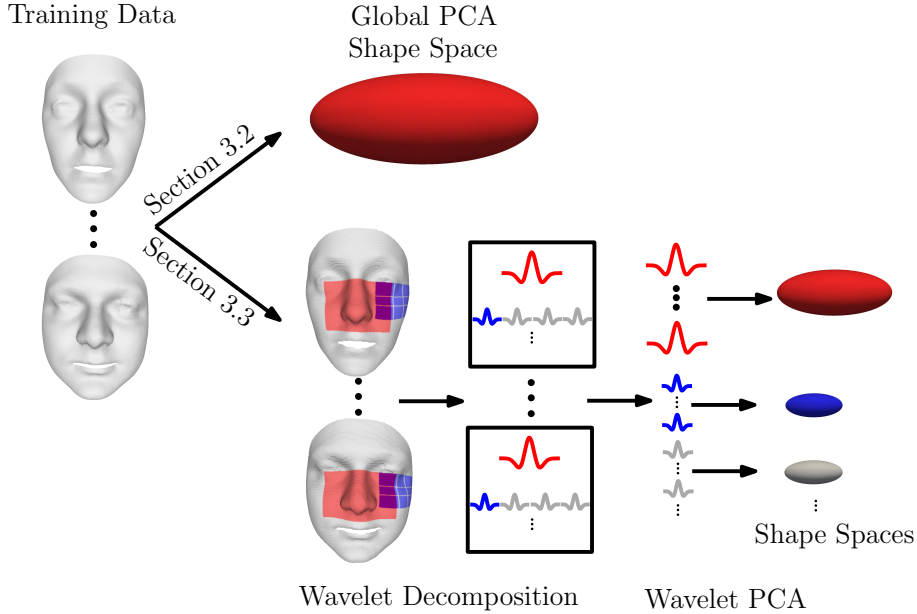 Training Data
Global PCA
Shape Space
Section 3.2
Section 3.3
Shape Spaces
Wavelet Decomposition
Wavelet PCA